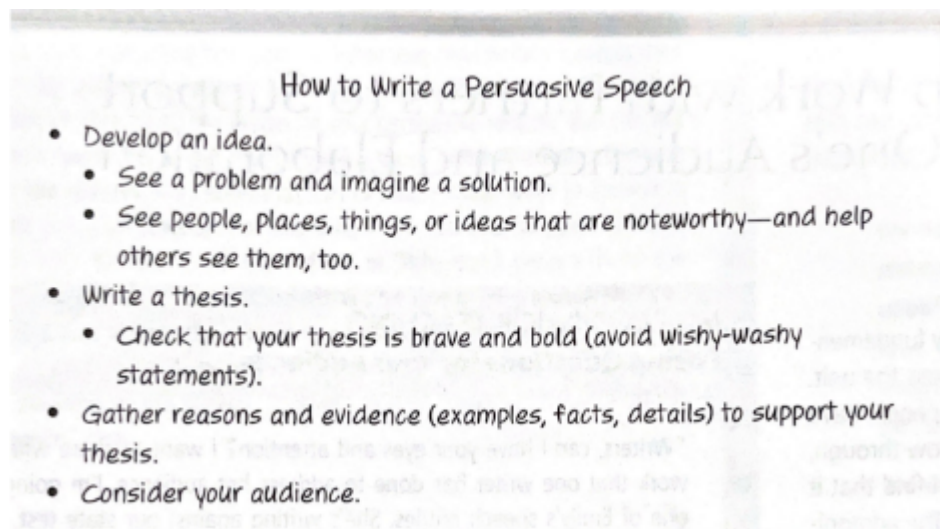 How to Write a Persuasive Speech
• Develop an idea.
• See a problem and imagine a solution.
• See people, places, things, or ideas that are noteworthy—and help
others see them, too.
• Write a thesis.
• Check that your thesis is brave and bold (avoid wishy-washy
statements).
• Gather reasons and evidence (examples, facts, details) to support your
thesis.
• Consider your audience.